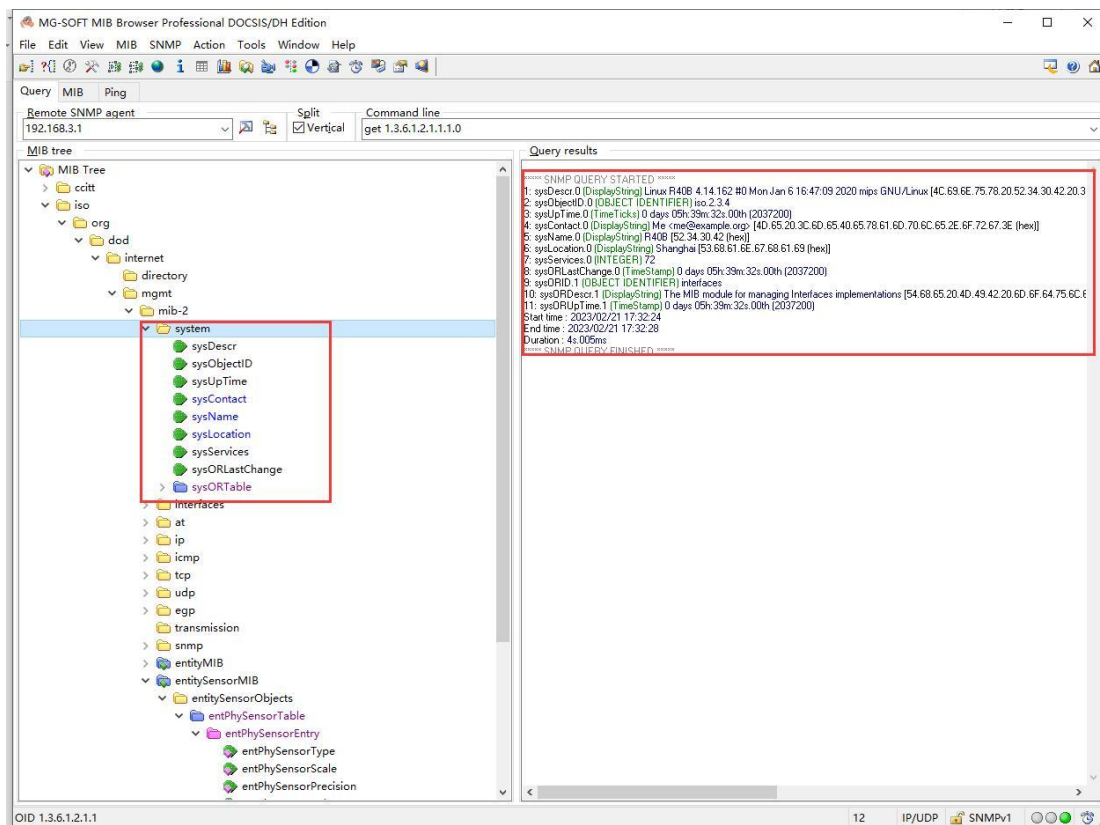 MG-SOFT MIB Browser Professional DOCSIS/DH Edition
File Edit View MIB SNMP Action Tools Window Help
Query MIB Ping
Remote SNMP agent Split Command line
192.168.3.1 Vertical get 1.3.6.1.2.1.1.1.0
MIB tree
MIB Tree
ccitt
iso
org
dod
internet
directory
mgmt
mib-2
system
sysDescr
sysObjectID
sysUpTime
sysContact
sysName
sysLocation
sysServices
sysORLastChange
sysORTable
interfaces
at
ip
icmp
tcp
udp
egp
transmission
snmp
entityMIB
entitySensorMIB
entitySensorObjects
entPhySensorTable
entPhySensorEntry
entPhySensorType
entPhySensorScale
entPhySensorPrecision
Query results
***** SNMP QUERY STARTED *****
1: sysDescr.0 (DisplayString) Linux R40B 4.14.162 #0 Mon Jan 6 16:47:09 2020 mips GNU/Linux [4C.69.6E.75.78.20.52.34.30.42.20.3
2: sysObjectID.0 (OBJECT IDENTIFIER) iso.2.3.4
3: sysUpTime.0 (TimeTicks) 0 days 05h:39m:32s.00th (2037200)
4: sysContact.0 (DisplayString) Me <me@example.org> [4D.65.20.3C.6D.65.40.65.78.61.6D.70.6C.65.2E.6F.72.67.3E (hex)]
5: sysName.0 (DisplayString) R40B [52.34.30.42 (hex)]
6: sysLocation.0 (DisplayString) Shanghai [53.68.61.6E.67.68.61.69 (hex)]
7: sysServices.0 (INTEGER) 72
8: sysORLastChange.0 (TimeStamp) 0 days 05h:39m:32s.00th (2037200)
9: sysORID.1 (OBJECT IDENTIFIER) interfaces
10: sysORDescr.1 (DisplayString) The MIB module for managing Interfaces implementations [54.68.65.20.4D.49.42.20.6D.6F.64.75.6C.6
11: sysORUpTime.1 (TimeStamp) 0 days 05h:39m:32s.00th (2037200)
Start time : 2023/02/21 17:32:24
End time : 2023/02/21 17:32:28
Duration : 4s.005ms
***** SNMP QUERY FINISHED *****
OID 1.3.6.1.2.1.1 12 IP/UDP SNMPv1